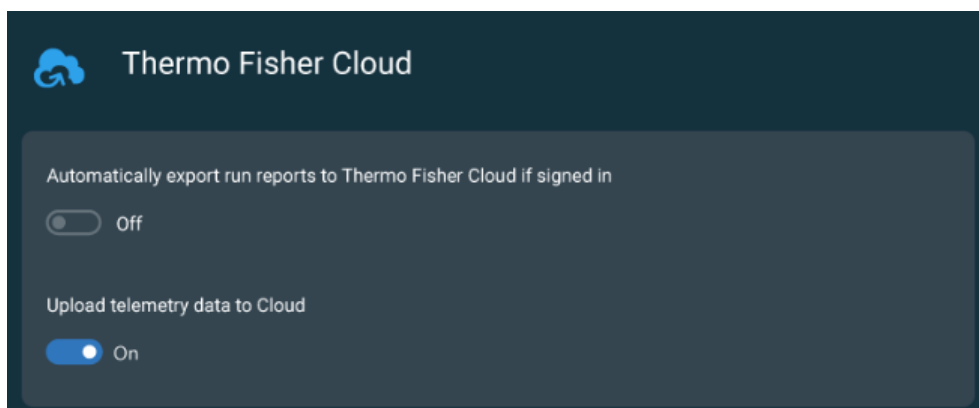 Thermo Fisher Cloud
Automatically export run reports to Thermo Fisher Cloud if signed in
Off
Upload telemetry data to Cloud
On